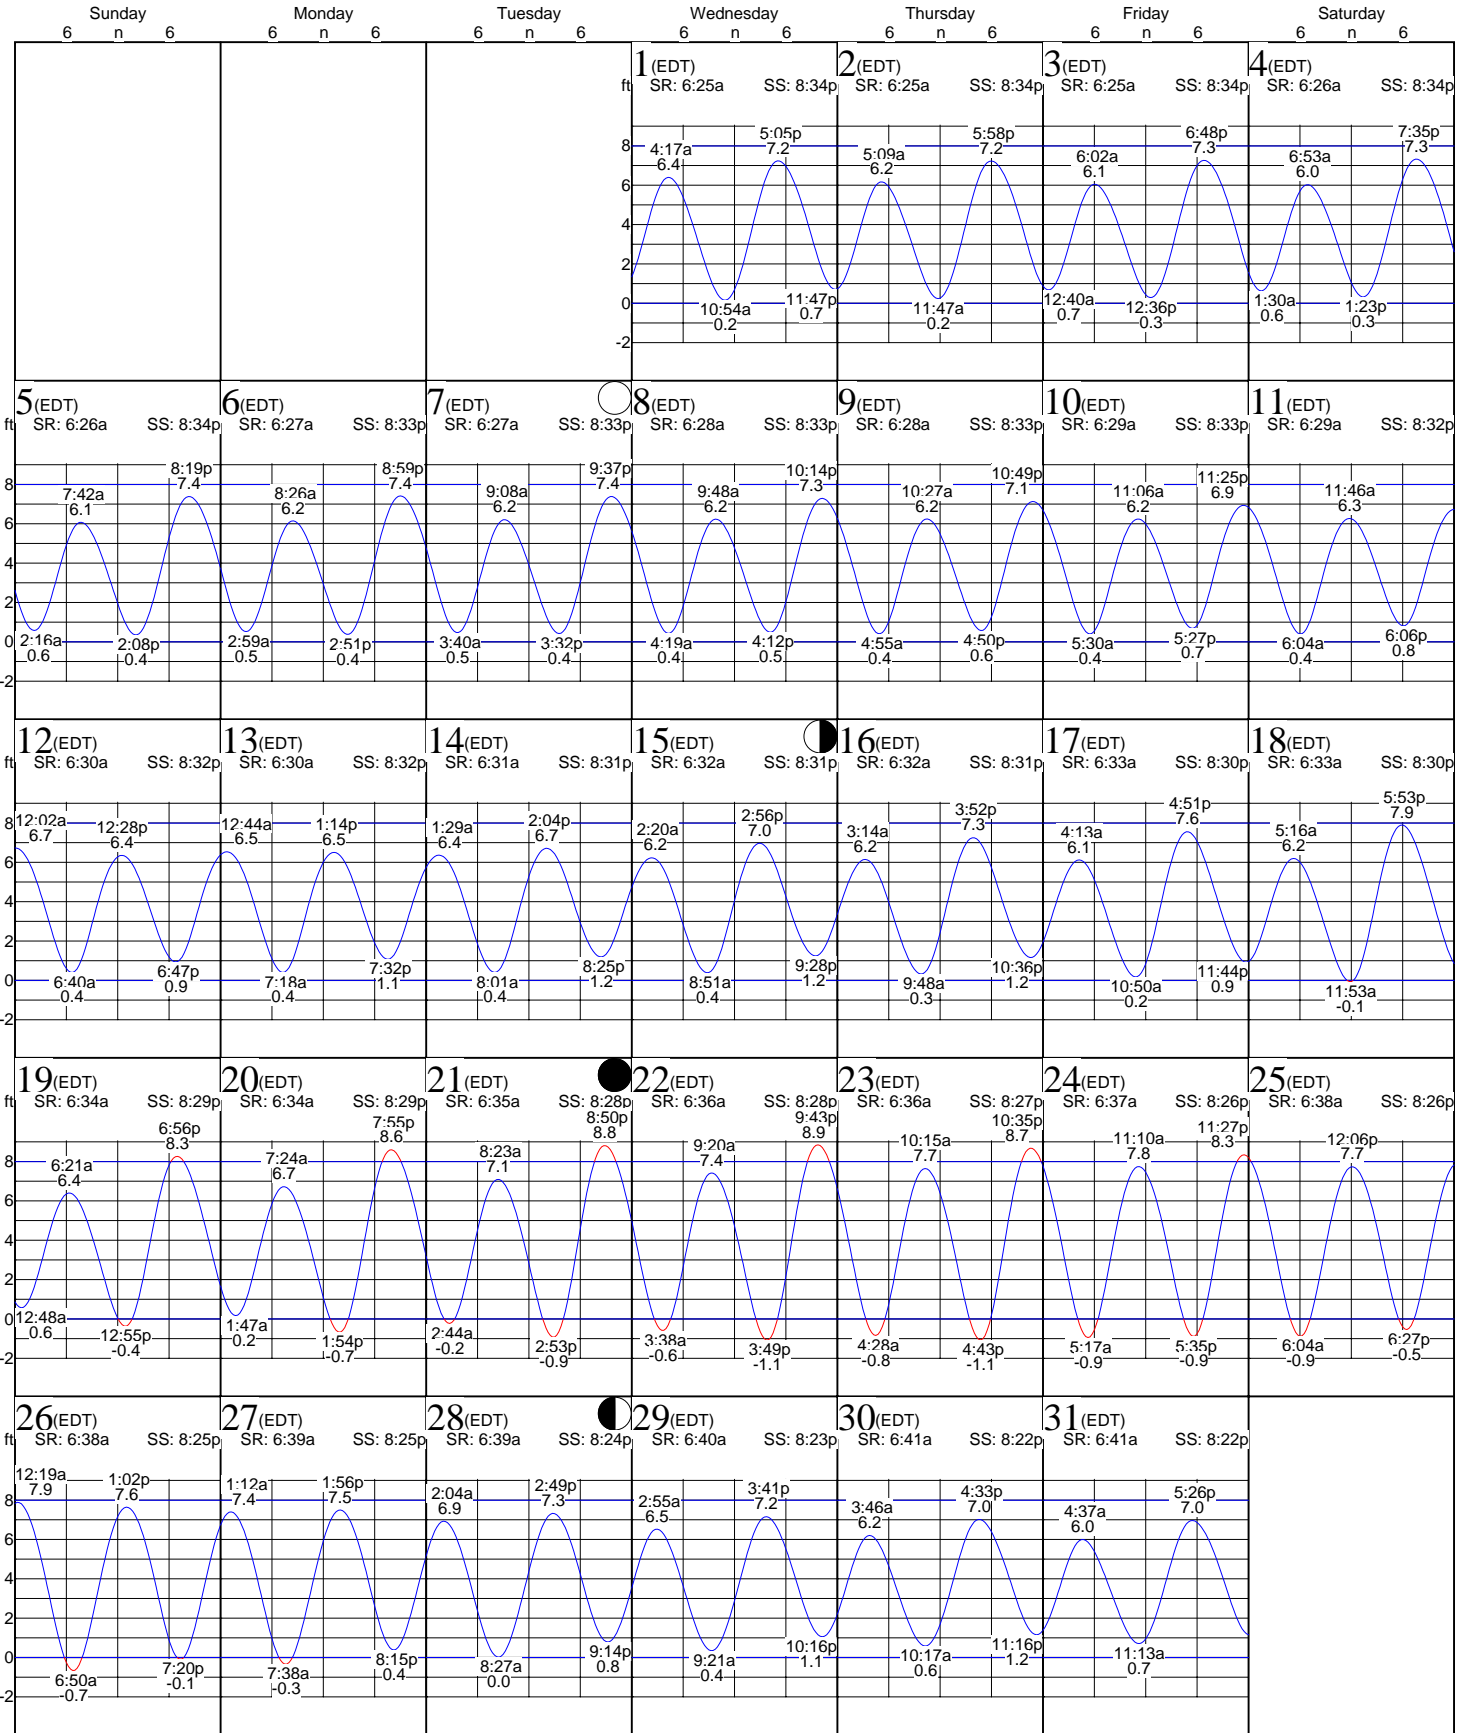 Sunday Monday Tuesday Wednesday Thursday Friday Saturday
6 n 6 6 n 6 6 n 6 6 n 6 6 n 6 6 n 6 6 n 6
1(EDT) 2(EDT) 3(EDT) 4(EDT)
ft SR: 6:25a SS: 8:34p SR: 6:25a SS: 8:34p SR: 6:25a SS: 8:34p SR: 6:26a SS: 8:34p
8 6 4 2 0 -2
4:17a 6.4 10:54a 0.2 5:05p 7.2 11:47p 0.7
5:09a 6.2 11:47a 0.2 5:58p 7.2
12:40a 0.7 6:02a 6.1 12:36p 0.3 6:48p 7.3
1:30a 0.6 6:53a 6.0 1:23p 0.3 7:35p 7.3
5(EDT) 6(EDT) 7(EDT) 8(EDT) 9(EDT) 10(EDT) 11(EDT)
ft SR: 6:26a SS: 8:34p SR: 6:27a SS: 8:33p SR: 6:27a SS: 8:33p SR: 6:28a SS: 8:33p SR: 6:28a SS: 8:33p SR: 6:29a SS: 8:33p SR: 6:29a SS: 8:32p
8 6 4 2 0 -2
2:16a 0.6 7:42a 6.1 2:08p 0.4 8:19p 7.4
2:59a 0.5 8:26a 6.2 2:51p 0.4 8:59p 7.4
3:40a 0.5 9:08a 6.2 3:32p 0.4 9:37p 7.4
4:19a 0.4 9:48a 6.2 4:12p 0.5 10:14p 7.3
4:55a 0.4 10:27a 6.2 4:50p 0.6 10:49p 7.1
5:30a 0.4 11:06a 6.2 5:27p 0.7 11:25p 6.9
6:04a 0.4 11:46a 6.3 6:06p 0.8
12(EDT) 13(EDT) 14(EDT) 15(EDT) 16(EDT) 17(EDT) 18(EDT)
ft SR: 6:30a SS: 8:32p SR: 6:30a SS: 8:32p SR: 6:31a SS: 8:31p SR: 6:32a SS: 8:31p SR: 6:32a SS: 8:31p SR: 6:33a SS: 8:30p SR: 6:33a SS: 8:30p
8 6 4 2 0 -2
12:02a 6.7 6:40a 0.4 12:28p 6.4 6:47p 0.9
12:44a 6.5 7:18a 0.4 1:14p 6.5 7:32p 1.1
1:29a 6.4 8:01a 0.4 2:04p 6.7 8:25p 1.2
2:20a 6.2 8:51a 0.4 2:56p 7.0 9:28p 1.2
3:14a 6.2 9:48a 0.3 3:52p 7.3 10:36p 1.2
4:13a 6.1 10:50a 0.2 4:51p 7.6 11:44p 0.9
5:16a 6.2 11:53a -0.1 5:53p 7.9
19(EDT) 20(EDT) 21(EDT) 22(EDT) 23(EDT) 24(EDT) 25(EDT)
ft SR: 6:34a SS: 8:29p SR: 6:34a SS: 8:29p SR: 6:35a SS: 8:28p SR: 6:36a SS: 8:28p SR: 6:36a SS: 8:27p SR: 6:37a SS: 8:26p SR: 6:38a SS: 8:26p
8 6 4 2 0 -2
12:48a 0.6 6:21a 6.4 12:55p -0.4 6:56p 8.3
1:47a 0.2 7:24a 6.7 1:54p -0.7 7:55p 8.6
2:44a -0.2 8:23a 7.1 2:53p -0.9 8:50p 8.8
3:38a -0.6 9:20a 7.4 3:49p -1.1 9:43p 8.9
4:28a -0.8 10:15a 7.7 4:43p -1.1 10:35p 8.7
5:17a -0.9 11:10a 7.8 5:35p -0.9 11:27p 8.3
6:04a -0.9 12:06p 7.7 6:27p -0.5
26(EDT) 27(EDT) 28(EDT) 29(EDT) 30(EDT) 31(EDT)
ft SR: 6:38a SS: 8:25p SR: 6:39a SS: 8:25p SR: 6:39a SS: 8:24p SR: 6:40a SS: 8:23p SR: 6:41a SS: 8:22p SR: 6:41a SS: 8:22p
8 6 4 2 0 -2
12:19a 7.9 6:50a -0.7 1:02p 7.6 7:20p -0.1
1:12a 7.4 7:38a -0.3 1:56p 7.5 8:15p 0.4
2:04a 6.9 8:27a 0.0 2:49p 7.3 9:14p 0.8
2:55a 6.5 9:21a 0.4 3:41p 7.2 10:16p 1.1
3:46a 6.2 10:17a 0.6 4:33p 7.0 11:16p 1.2
4:37a 6.0 11:13a 0.7 5:26p 7.0